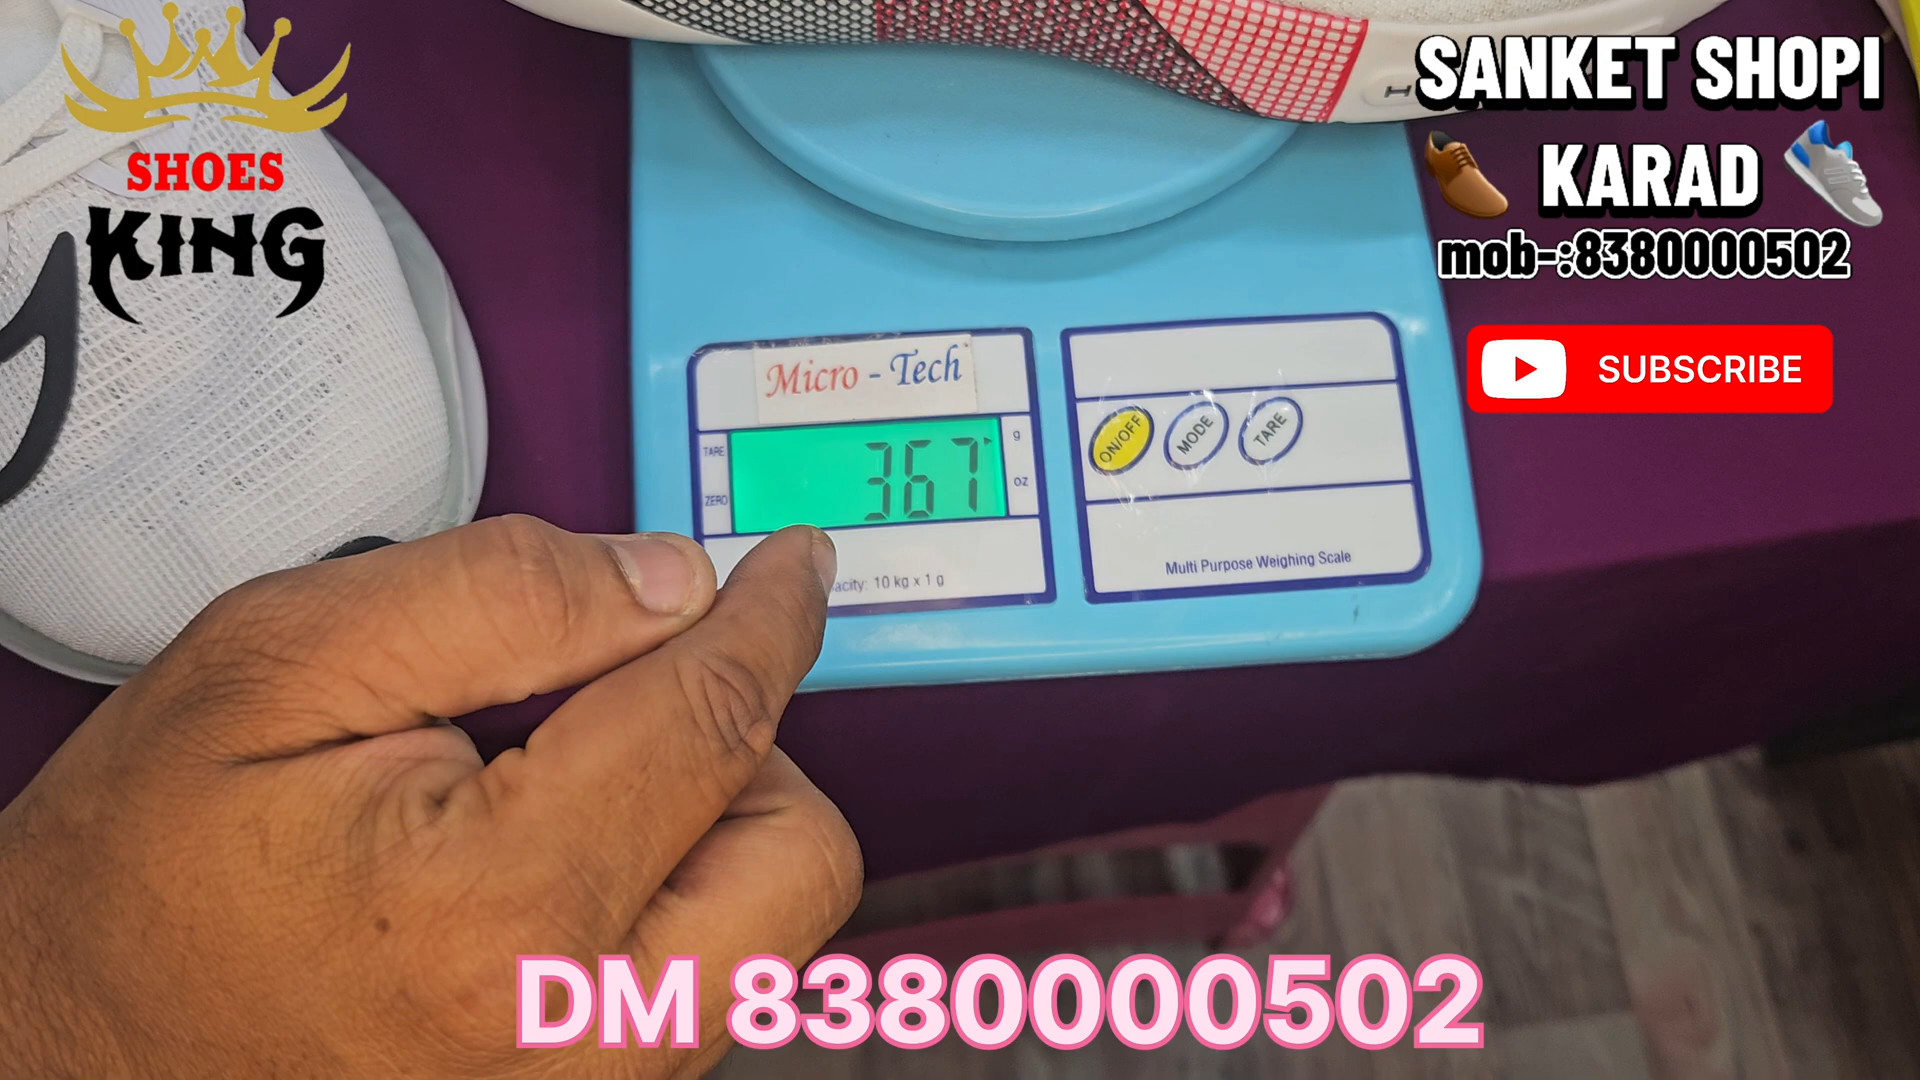 SHOES
KING
SANKET SHOPI
KARAD
mob-:8380000502
SUBSCRIBE
Micro - Tech
TARE
ZERO
367
g
oz
acity: 10 kg x 1 g
ON/OFF
MODE
TARE
Multi Purpose Weighing Scale
DM 8380000502